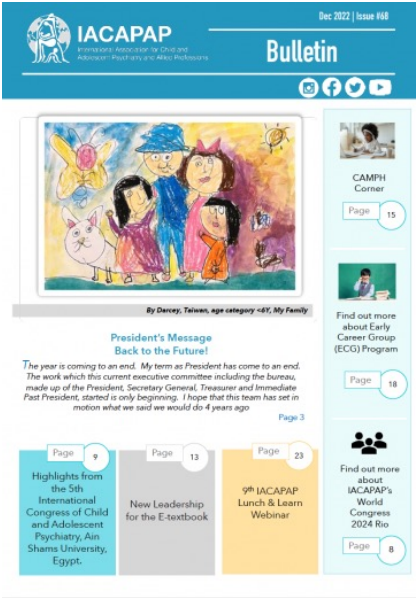 Dec 2022 | Issue #68
IACAPAP
International Association for Child and
Adolescent Psychiatry and Allied Professions
Bulletin
By Darcey, Taiwan, age category <6Y, My Family
President's Message
Back to the Future!
The year is coming to an end. My term as President has come to an end.
The work which this current executive committee including the bureau,
made up of the President, Secretary General, Treasurer and Immediate
Past President, started is only beginning. I hope that this team has set in
motion what we said we would do 4 years ago
Page 3
CAMPH
Corner
Page 15
Find out more
about Early
Career Group
(ECG) Program
Page 18
Find out more
about
IACAPAP's
World
Congress
2024 Rio
Page 8
Page 9
Highlights from
the 5th
International
Congress of Child
and Adolescent
Psychiatry, Ain
Shams University,
Egypt.
Page 13
New Leadership
for the E-textbook
Page 23
9th IACAPAP
Lunch & Learn
Webinar